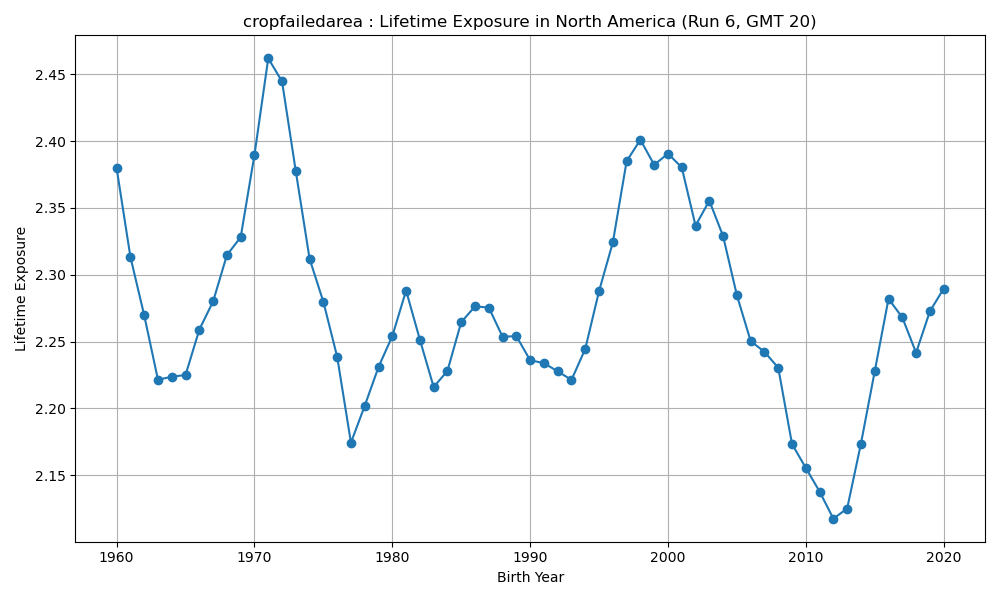 cropfailedarea : Lifetime Exposure in North America (Run 6, GMT 20)
Lifetime Exposure
2.45
2.40
2.35
2.30
2.25
2.20
2.15
1960 1970 1980 1990 2000 2010 2020
Birth Year